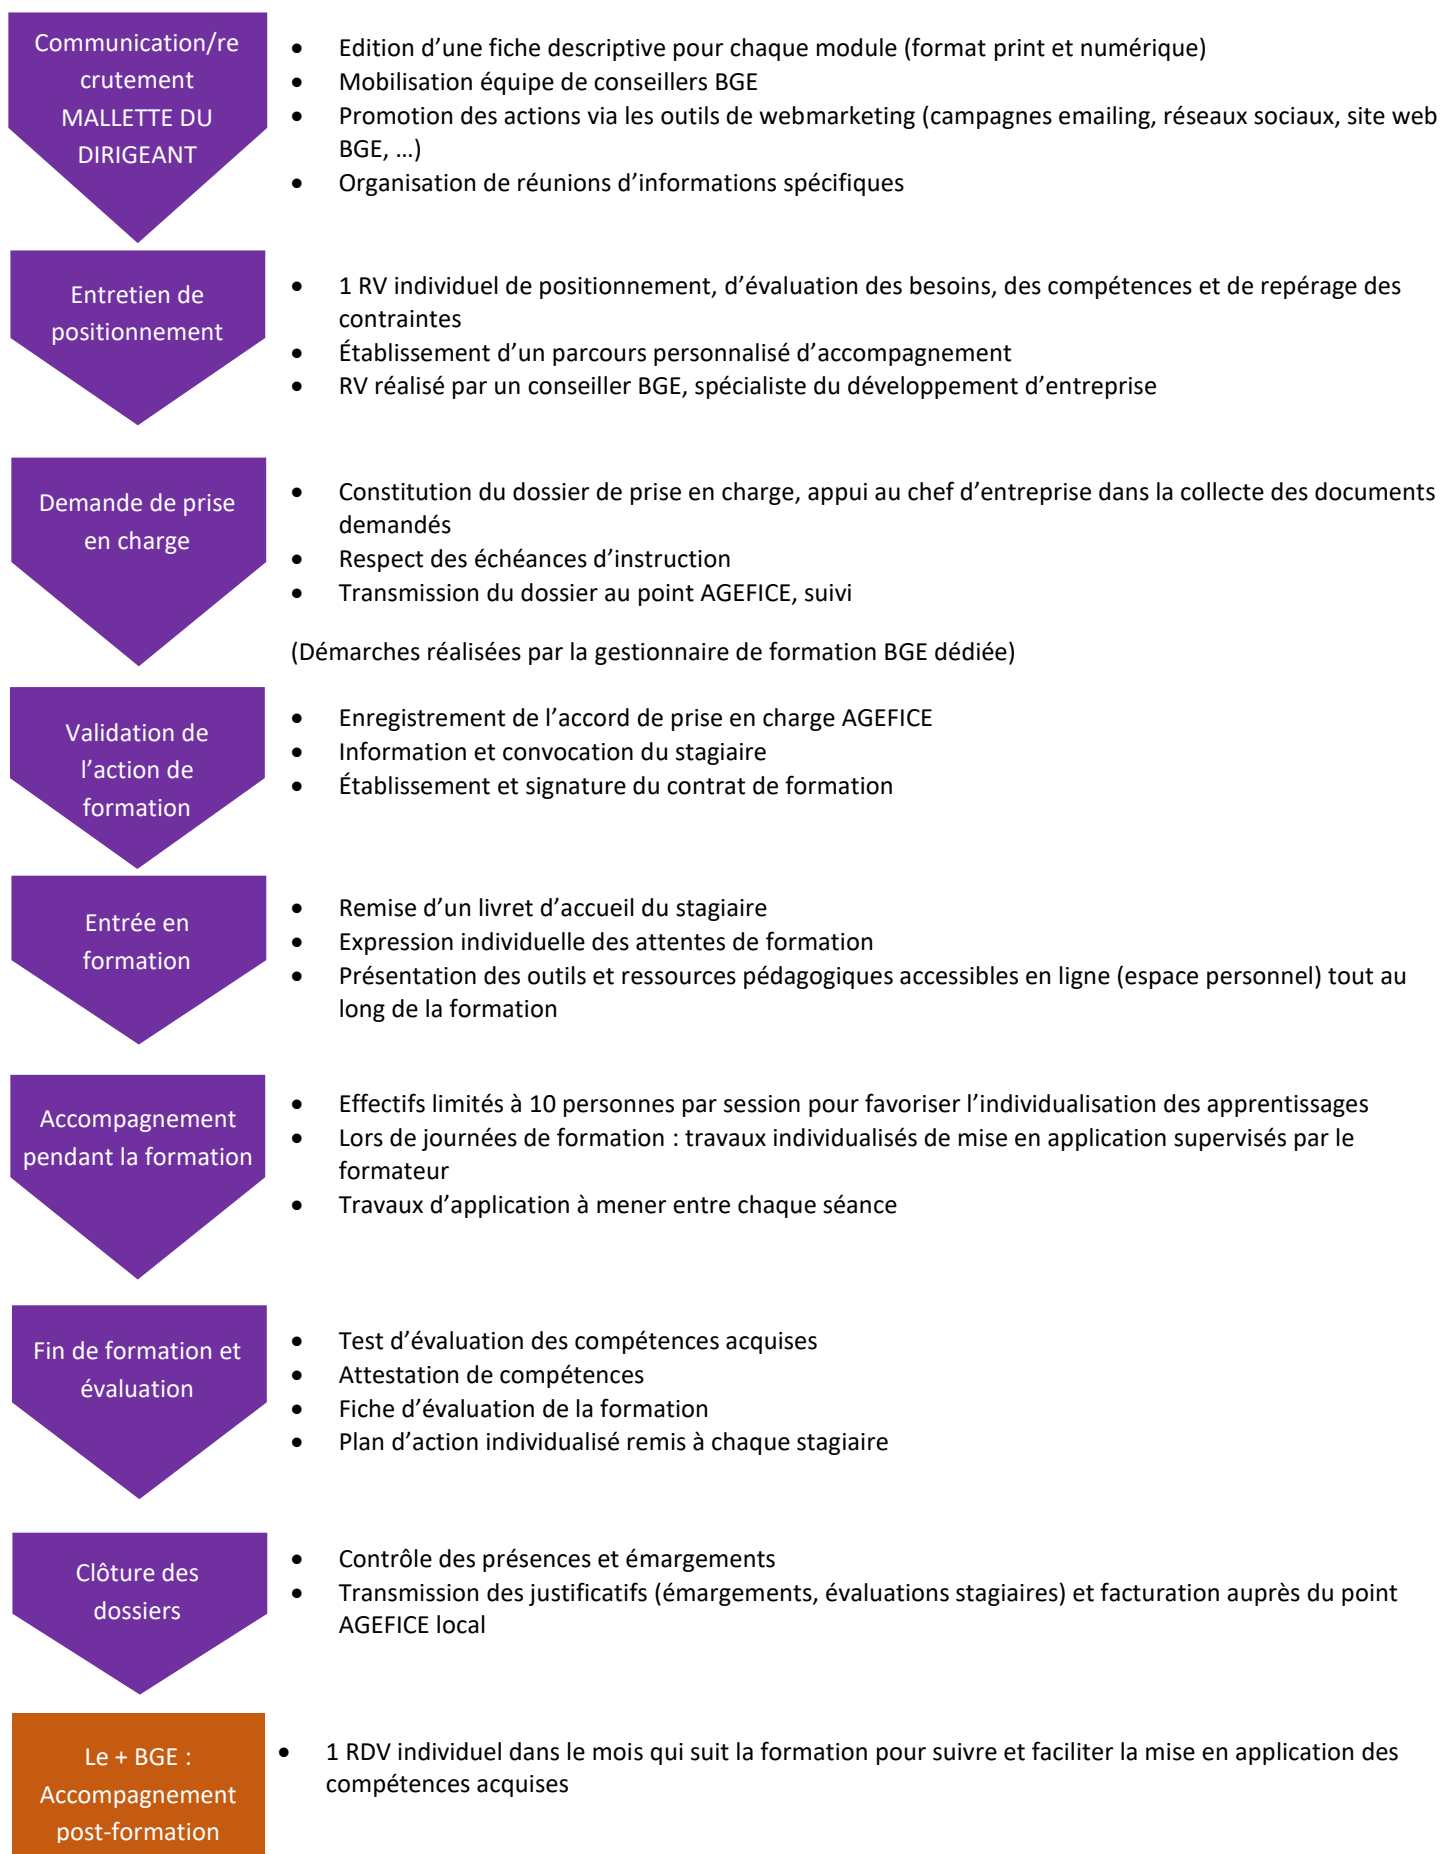 Communication/re
crutement
MALLETTE DU
DIRIGEANT
• Edition d’une fiche descriptive pour chaque module (format print et numérique)
• Mobilisation équipe de conseillers BGE
• Promotion des actions via les outils de webmarketing (campagnes emailing, réseaux sociaux, site web
BGE, …)
• Organisation de réunions d’informations spécifiques
Entretien de
positionnement
• 1 RV individuel de positionnement, d’évaluation des besoins, des compétences et de repérage des
contraintes
• Établissement d’un parcours personnalisé d’accompagnement
• RV réalisé par un conseiller BGE, spécialiste du développement d’entreprise
Demande de prise
en charge
• Constitution du dossier de prise en charge, appui au chef d’entreprise dans la collecte des documents
demandés
• Respect des échéances d’instruction
• Transmission du dossier au point AGEFICE, suivi
(Démarches réalisées par la gestionnaire de formation BGE dédiée)
Validation de
l’action de
formation
• Enregistrement de l’accord de prise en charge AGEFICE
• Information et convocation du stagiaire
• Établissement et signature du contrat de formation
Entrée en
formation
• Remise d’un livret d’accueil du stagiaire
• Expression individuelle des attentes de formation
• Présentation des outils et ressources pédagogiques accessibles en ligne (espace personnel) tout au
long de la formation
Accompagnement
pendant la formation
• Effectifs limités à 10 personnes par session pour favoriser l’individualisation des apprentissages
• Lors de journées de formation : travaux individualisés de mise en application supervisés par le
formateur
• Travaux d’application à mener entre chaque séance
Fin de formation et
évaluation
• Test d’évaluation des compétences acquises
• Attestation de compétences
• Fiche d’évaluation de la formation
• Plan d’action individualisé remis à chaque stagiaire
Clôture des
dossiers
• Contrôle des présences et émargements
• Transmission des justificatifs (émargements, évaluations stagiaires) et facturation auprès du point
AGEFICE local
Le + BGE :
Accompagnement
post-formation
• 1 RDV individuel dans le mois qui suit la formation pour suivre et faciliter la mise en application des
compétences acquises